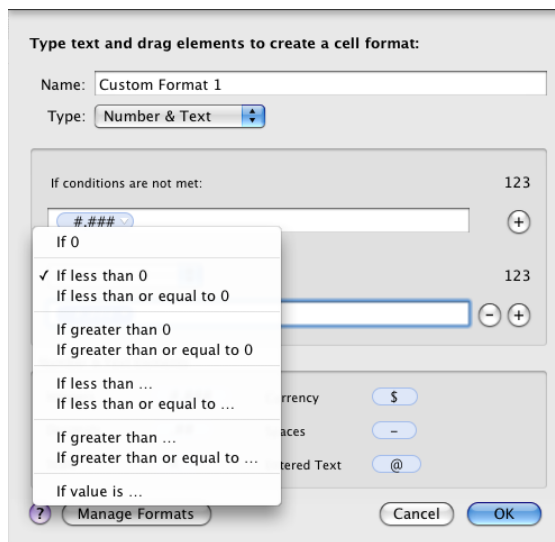 Type text and drag elements to create a cell format:
Name: Custom Format 1
Type: Number & Text
If conditions are not met: 123
#,###
+
If 0
✓ If less than 0 123
If less than or equal to 0
− +
If greater than 0
If greater than or equal to 0
If less than …
rrency $
If less than or equal to …
aces –
If greater than …
If greater than or equal to …
tered Text @
If value is …
? Manage Formats Cancel OK